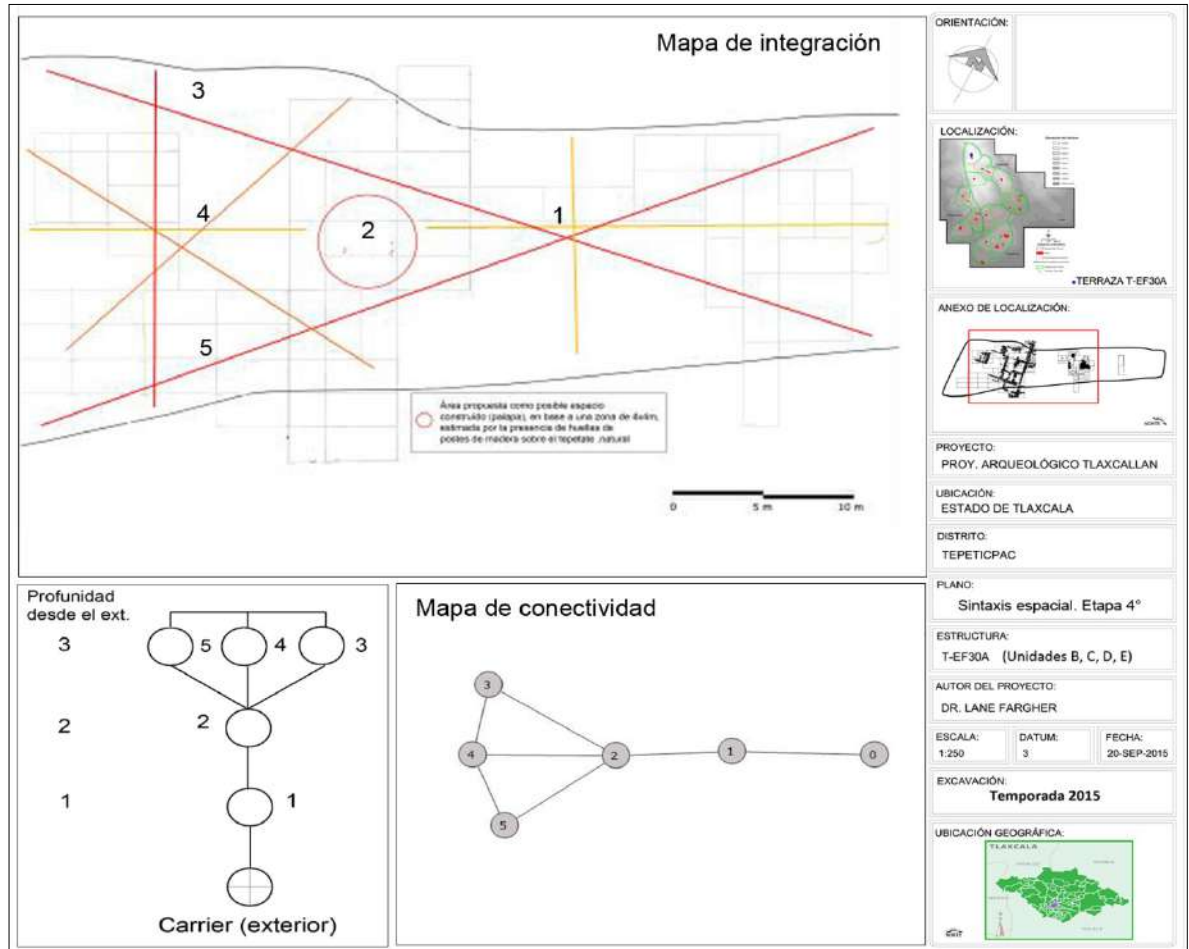 Mapa de integración
3
4
2
1
5
Área propuesta como posible espacio
construído (palapa), en base a una zona de 6x6m,
estimada por la presencia de huellas de
postes de madera sobre el tepetate .natural
0 5 m 10 m
Profunidad
desde el ext.
3
2
1
5 4 3
2
1
Carrier (exterior)
Mapa de conectividad
3
4
2
1
0
5
ORIENTACIÓN:
LOCALIZACIÓN:
TERRAZA T-EF30A
ANEXO DE LOCALIZACIÓN:
NORTE
PROYECTO:
PROY. ARQUEOLÓGICO TLAXCALLAN
UBICACIÓN:
ESTADO DE TLAXCALA
DISTRITO:
TEPETICPAC
PLANO:
Sintaxis espacial. Etapa 4°
ESTRUCTURA:
T-EF30A (Unidades B, C, D, E)
AUTOR DEL PROYECTO:
DR. LANE FARGHER
ESCALA: DATUM: FECHA:
1:250 3 20-SEP-2015
EXCAVACIÓN:
Temporada 2015
UBICACIÓN GEOGRÁFICA:
TLAXCALA
NORTE